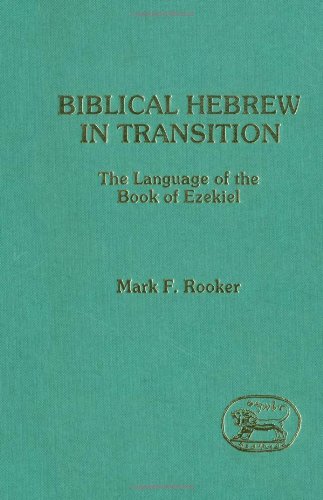 BIBLICAL HEBREW
IN TRANSITION
The Language of the
Book of Ezekiel
Mark F. Rooker